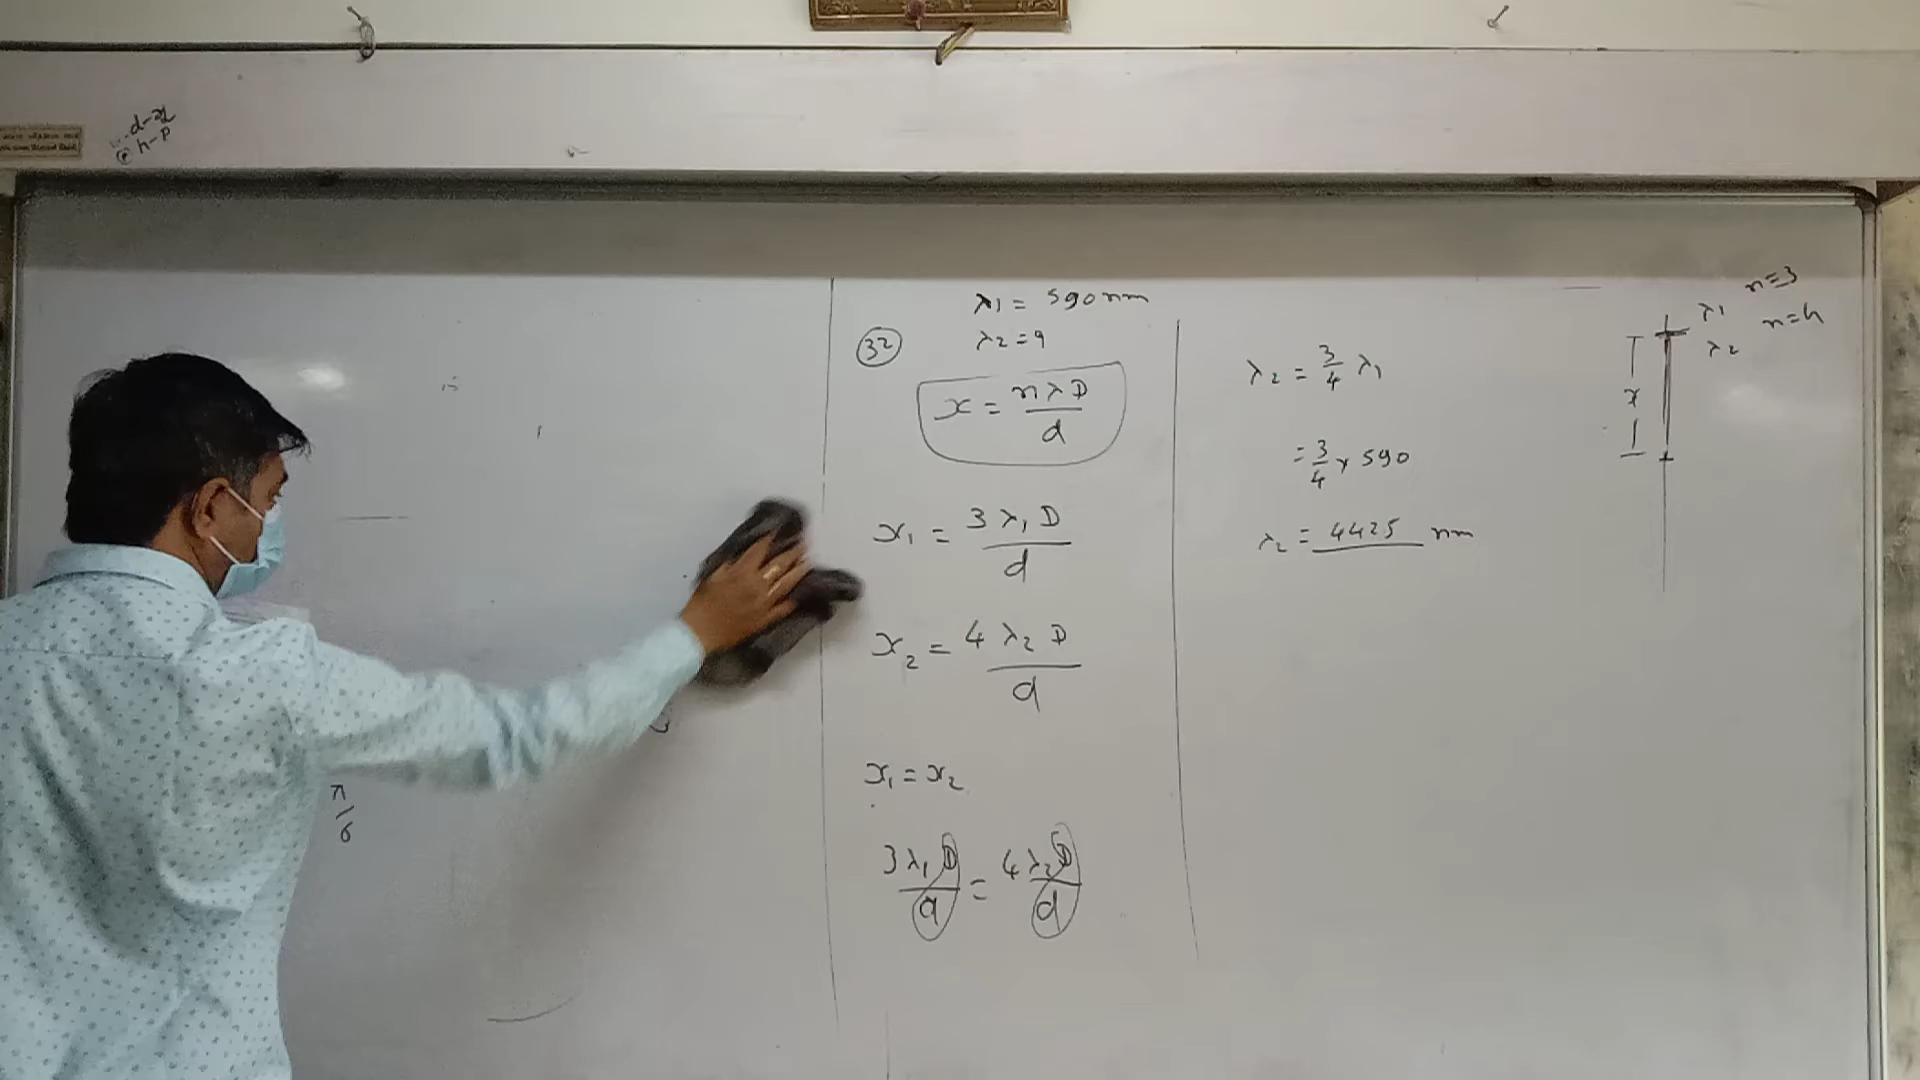 d-x
h-p
π/6
32
λ1 = 590 nm
λ2 = 9
x = nλD/d
x1 = 3λ1D/d
x2 = 4λ2D/d
x1 = x2
3λ1D/d = 4λ2D/d
λ2 = 3/4 λ1
= 3/4 x 590
λ2 = 4425 nm
n=3
λ1
n=4
λ2
x